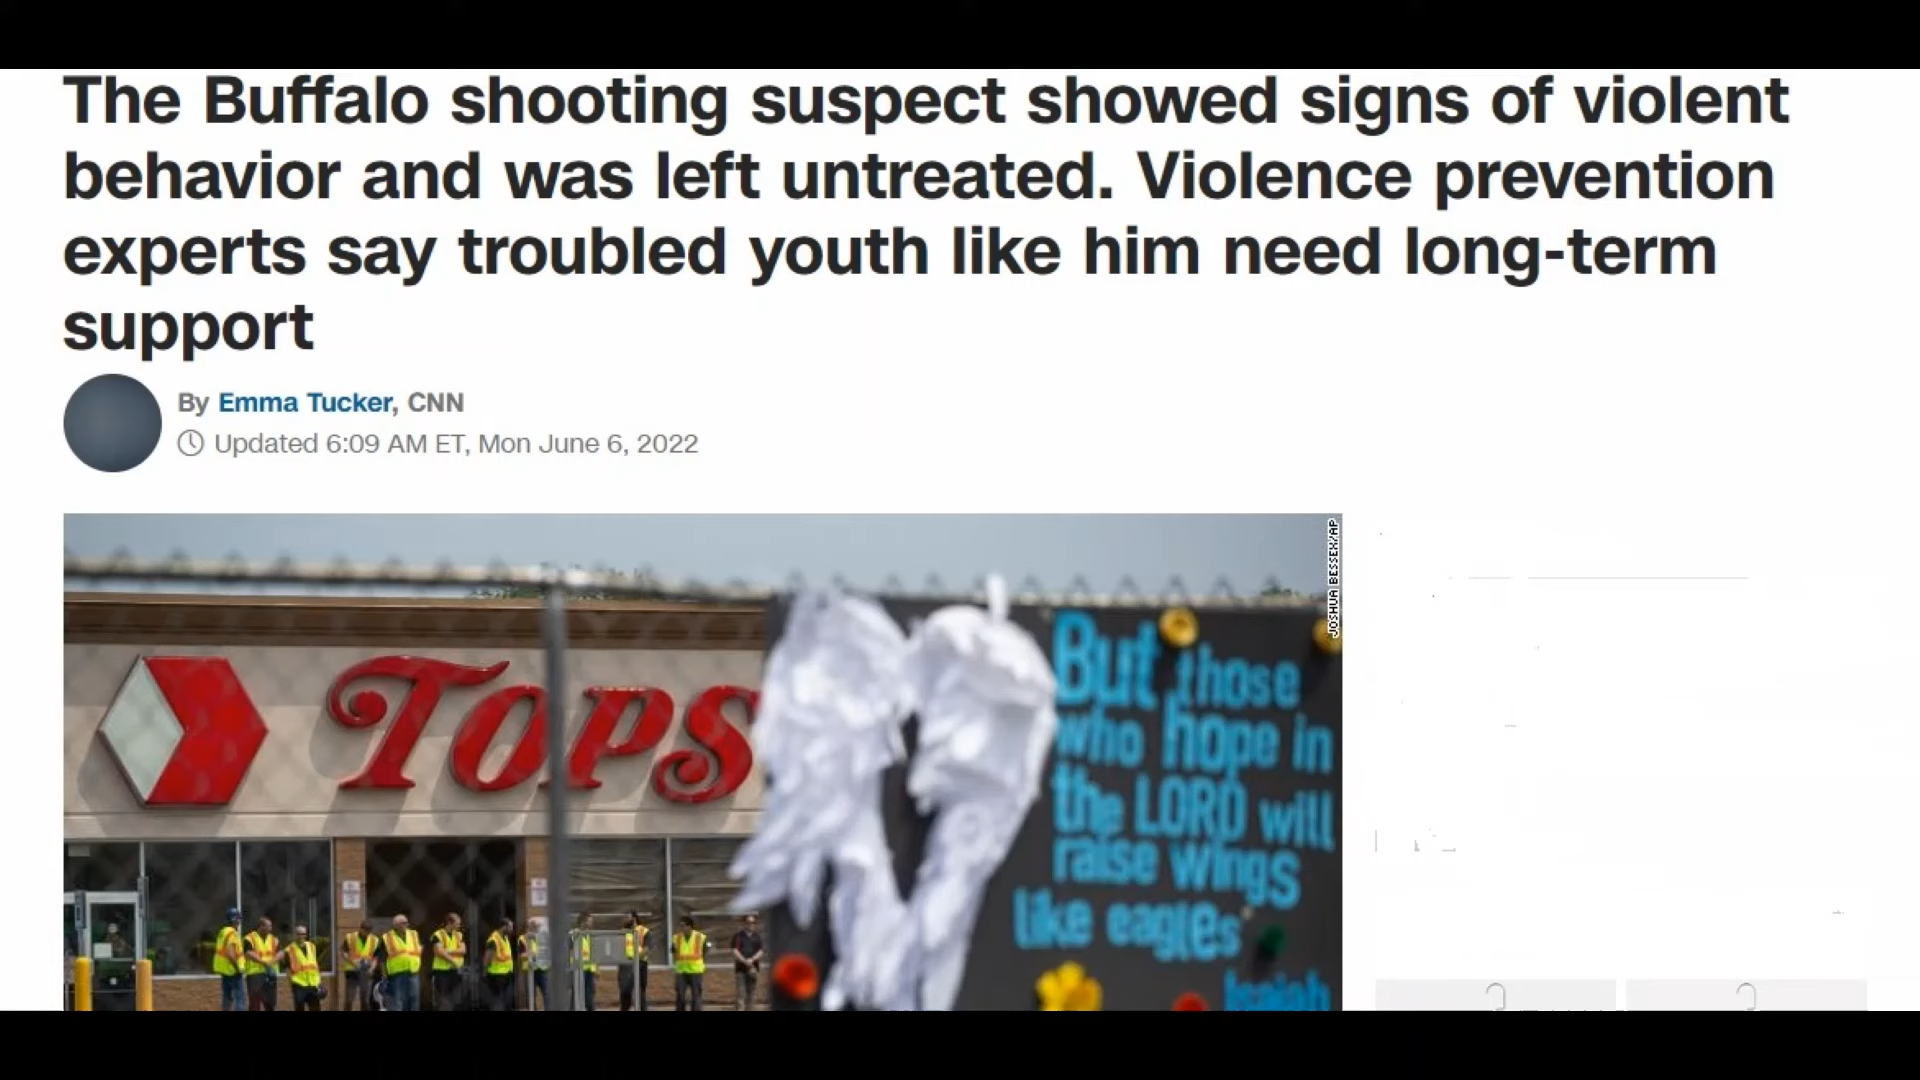 The Buffalo shooting suspect showed signs of violent
behavior and was left untreated. Violence prevention
experts say troubled youth like him need long-term
support
By Emma Tucker, CNN
Updated 6:09 AM ET, Mon June 6, 2022
JOSHUA BESSEX/AP
TOPS
But those
who hope in
the LORD will
raise wings
like eagles
Isaiah